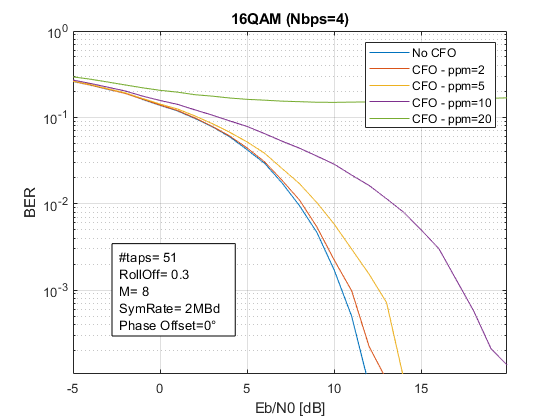 16QAM (Nbps=4)
No CFO
CFO - ppm=2
CFO - ppm=5
CFO - ppm=10
CFO - ppm=20
10^0
10^-1
10^-2
10^-3
BER
#taps= 51
RollOff= 0.3
M= 8
SymRate= 2MBd
Phase Offset=0°
-5 0 5 10 15
Eb/N0 [dB]